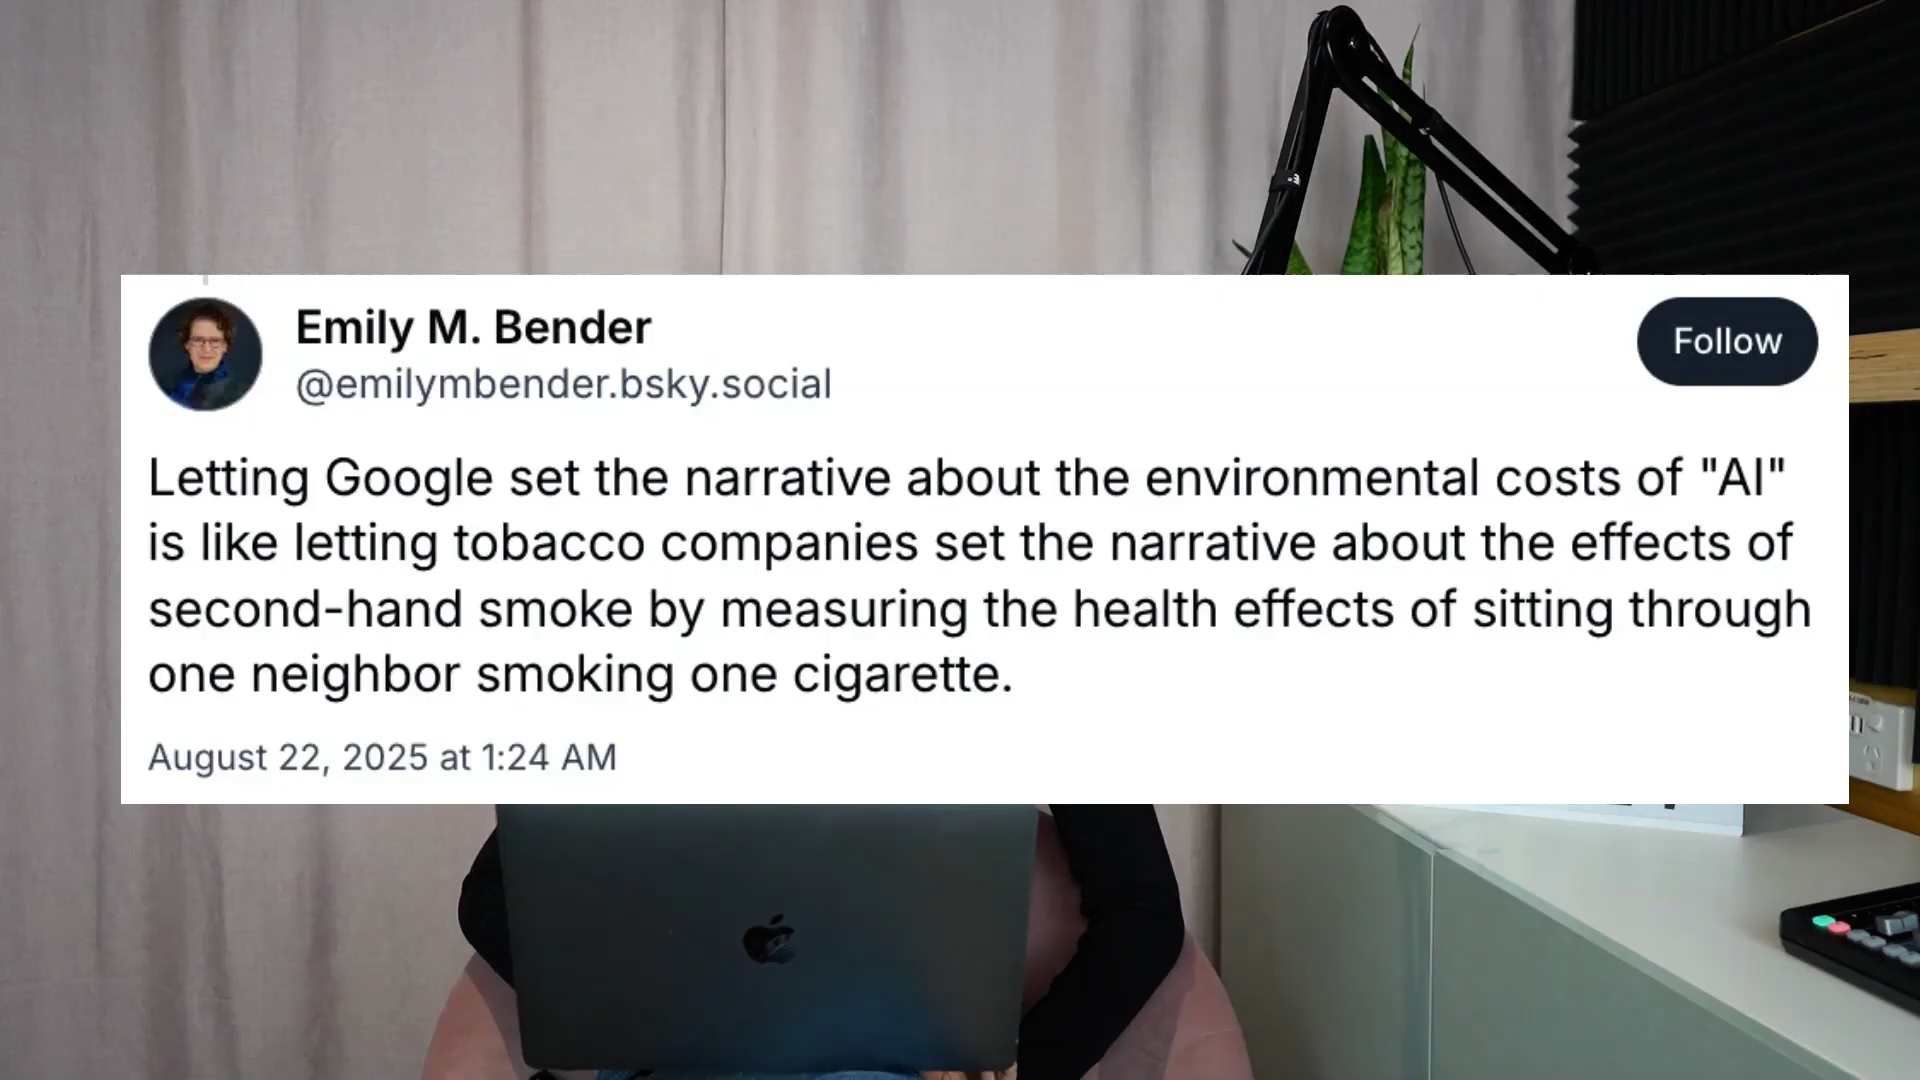 Emily M. Bender
@emilymbender.bsky.social
Follow
Letting Google set the narrative about the environmental costs of "AI"
is like letting tobacco companies set the narrative about the effects of
second-hand smoke by measuring the health effects of sitting through
one neighbor smoking one cigarette.
August 22, 2025 at 1:24 AM